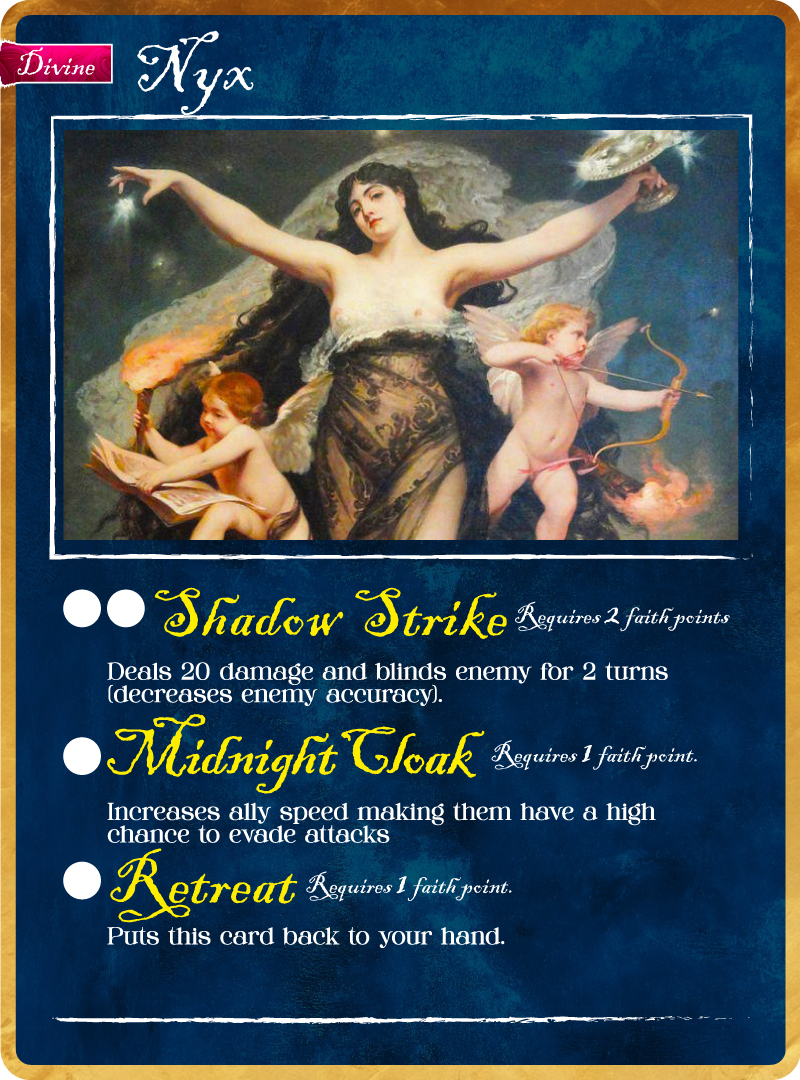 Divine
Nyx
Shadow Strike Requires 2 faith points
Deals 20 damage and blinds enemy for 2 turns
(decreases enemy accuracy).
Midnight Cloak Requires 1 faith point.
Increases ally speed making them have a high
chance to evade attacks
Retreat Requires 1 faith point.
Puts this card back to your hand.